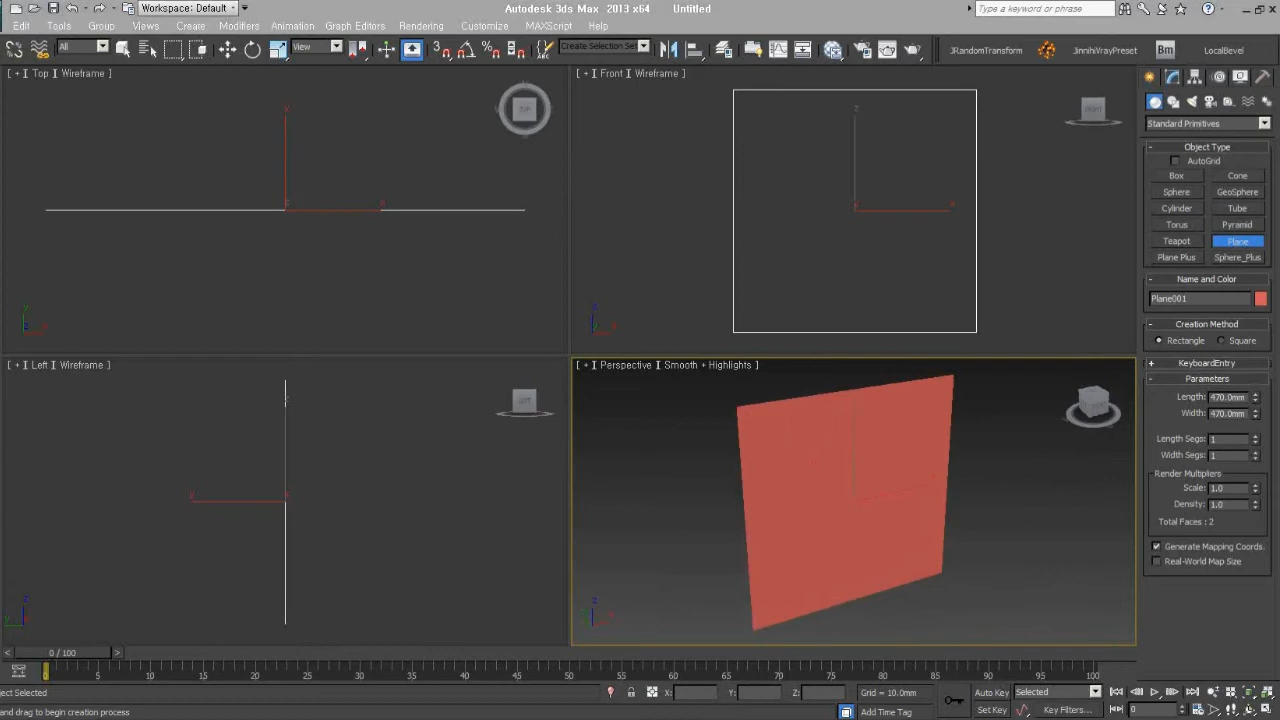 Workspace: Default
Autodesk 3ds Max 2013 x64 Untitled
Type a keyword or phrase
Edit Tools Group Views Create Modifiers Animation Graph Editors Rendering Customize MAXScript Help
All
View
Create Selection Set
JRandomTransform
JinnihVrayPreset
Bm
LocalBevel
[ + ] Top ] Wireframe ]
[ + ] Front ] Wireframe ]
TOP
Standard Primitives
Object Type
AutoGrid
Box Cone
Sphere GeoSphere
Cylinder Tube
Torus Pyramid
Teapot Plane
Plane Plus Sphere_Plus
Name and Color
Plane001
Creation Method
Rectangle Square
KeyboardEntry
[ + ] Left ] Wireframe ]
[ + ] Perspective ] Smooth + Highlights ]
LEFT
Parameters
Length: 470.0mm
Width: 470.0mm
Length Segs: 1
Width Segs: 1
Render Multipliers
Scale: 1.0
Density: 1.0
Total Faces : 2
Generate Mapping Coords.
Real-World Map Size
< 0 / 100 >
5 10 15 20 25 30 35 40 45 50 55 60 65 70 75 80 85 90 95 100
ject Selected
X: Y: Z: Grid = 10.0mm
Auto Key Selected
and drag to begin creation process
Add Time Tag
Set Key Key Filters... 0